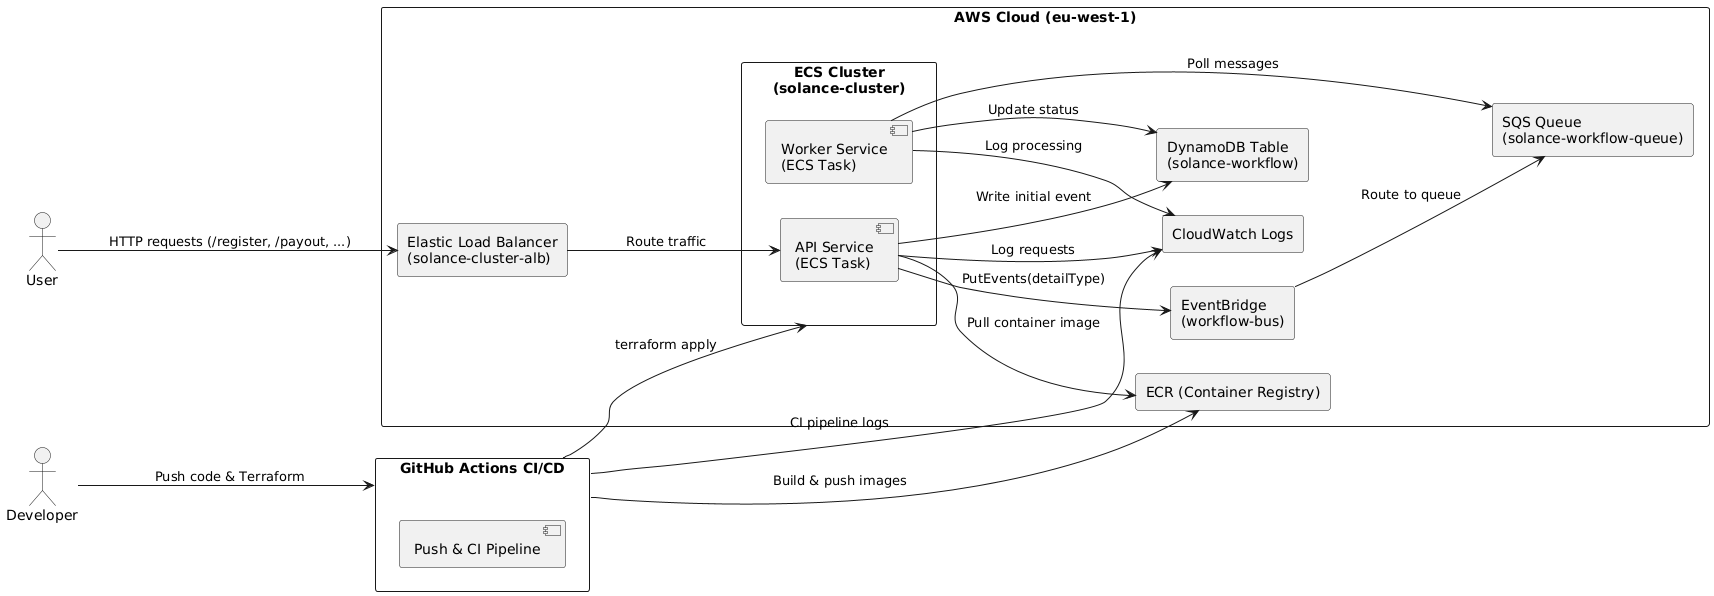 AWS Cloud (eu-west-1)
ECS Cluster
(solance-cluster)
Poll messages
Update status
Worker Service
(ECS Task)
Log processing
DynamoDB Table
(solance-workflow)
SQS Queue
(solance-workflow-queue)
Write initial event
Route to queue
User
HTTP requests (/register, /payout, ...)
Elastic Load Balancer
(solance-cluster-alb)
Route traffic
API Service
(ECS Task)
Log requests
CloudWatch Logs
PutEvents(detailType)
EventBridge
(workflow-bus)
Pull container image
terraform apply
ECR (Container Registry)
CI pipeline logs
Developer
Push code & Terraform
GitHub Actions CI/CD
Build & push images
Push & CI Pipeline